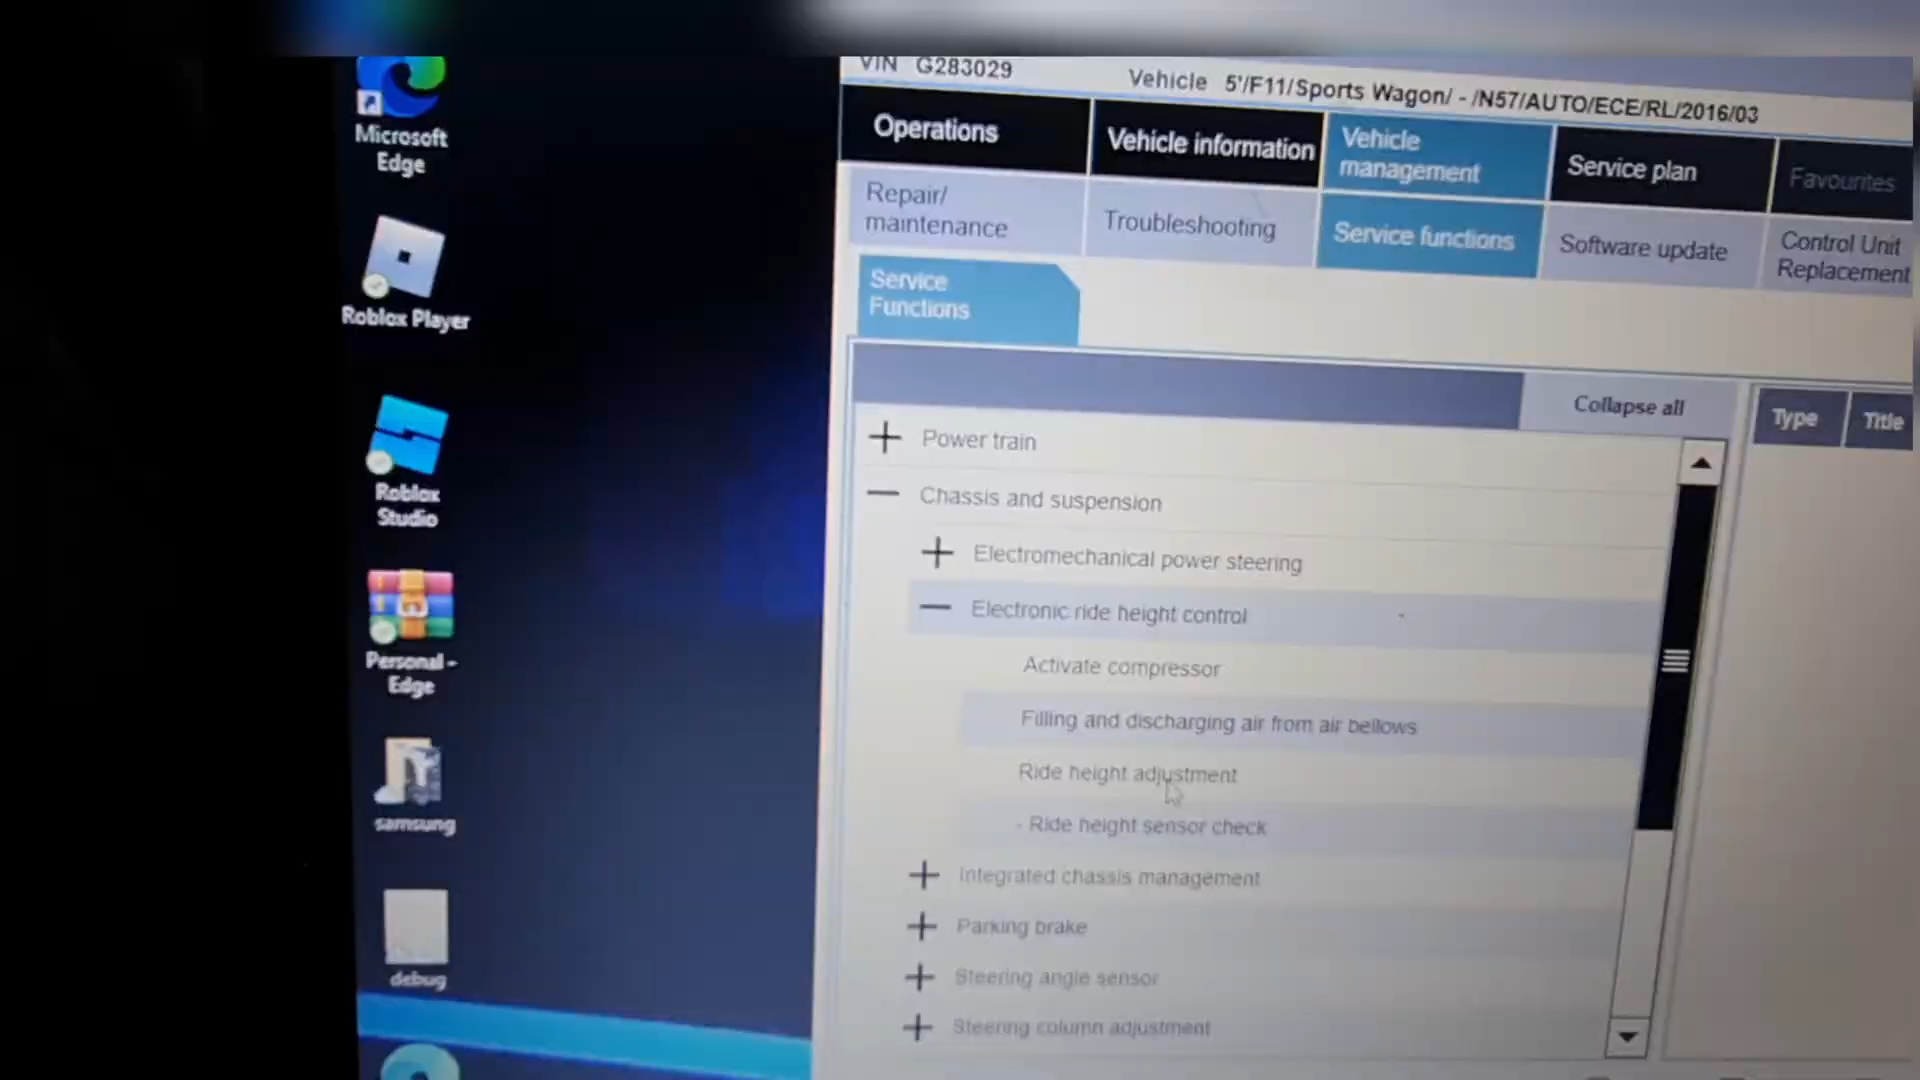 Microsoft
Edge
Roblox Player
Roblox
Studio
Personal -
Edge
samsung
debug
VIN G283029
Vehicle 5'/F11/Sports Wagon/ - /N57/AUTO/ECE/RL/2016/03
Operations
Vehicle information
Vehicle
management
Service plan
Favourites
Repair/
maintenance
Troubleshooting
Service functions
Software update
Control Unit
Replacement
Service
Functions
Collapse all
Type
Title
+ Power train
— Chassis and suspension
+ Electromechanical power steering
— Electronic ride height control
Activate compressor
Filling and discharging air from air bellows
Ride height adjustment
- Ride height sensor check
+ Integrated chassis management
+ Parking brake
+ Steering angle sensor
+ Steering column adjustment